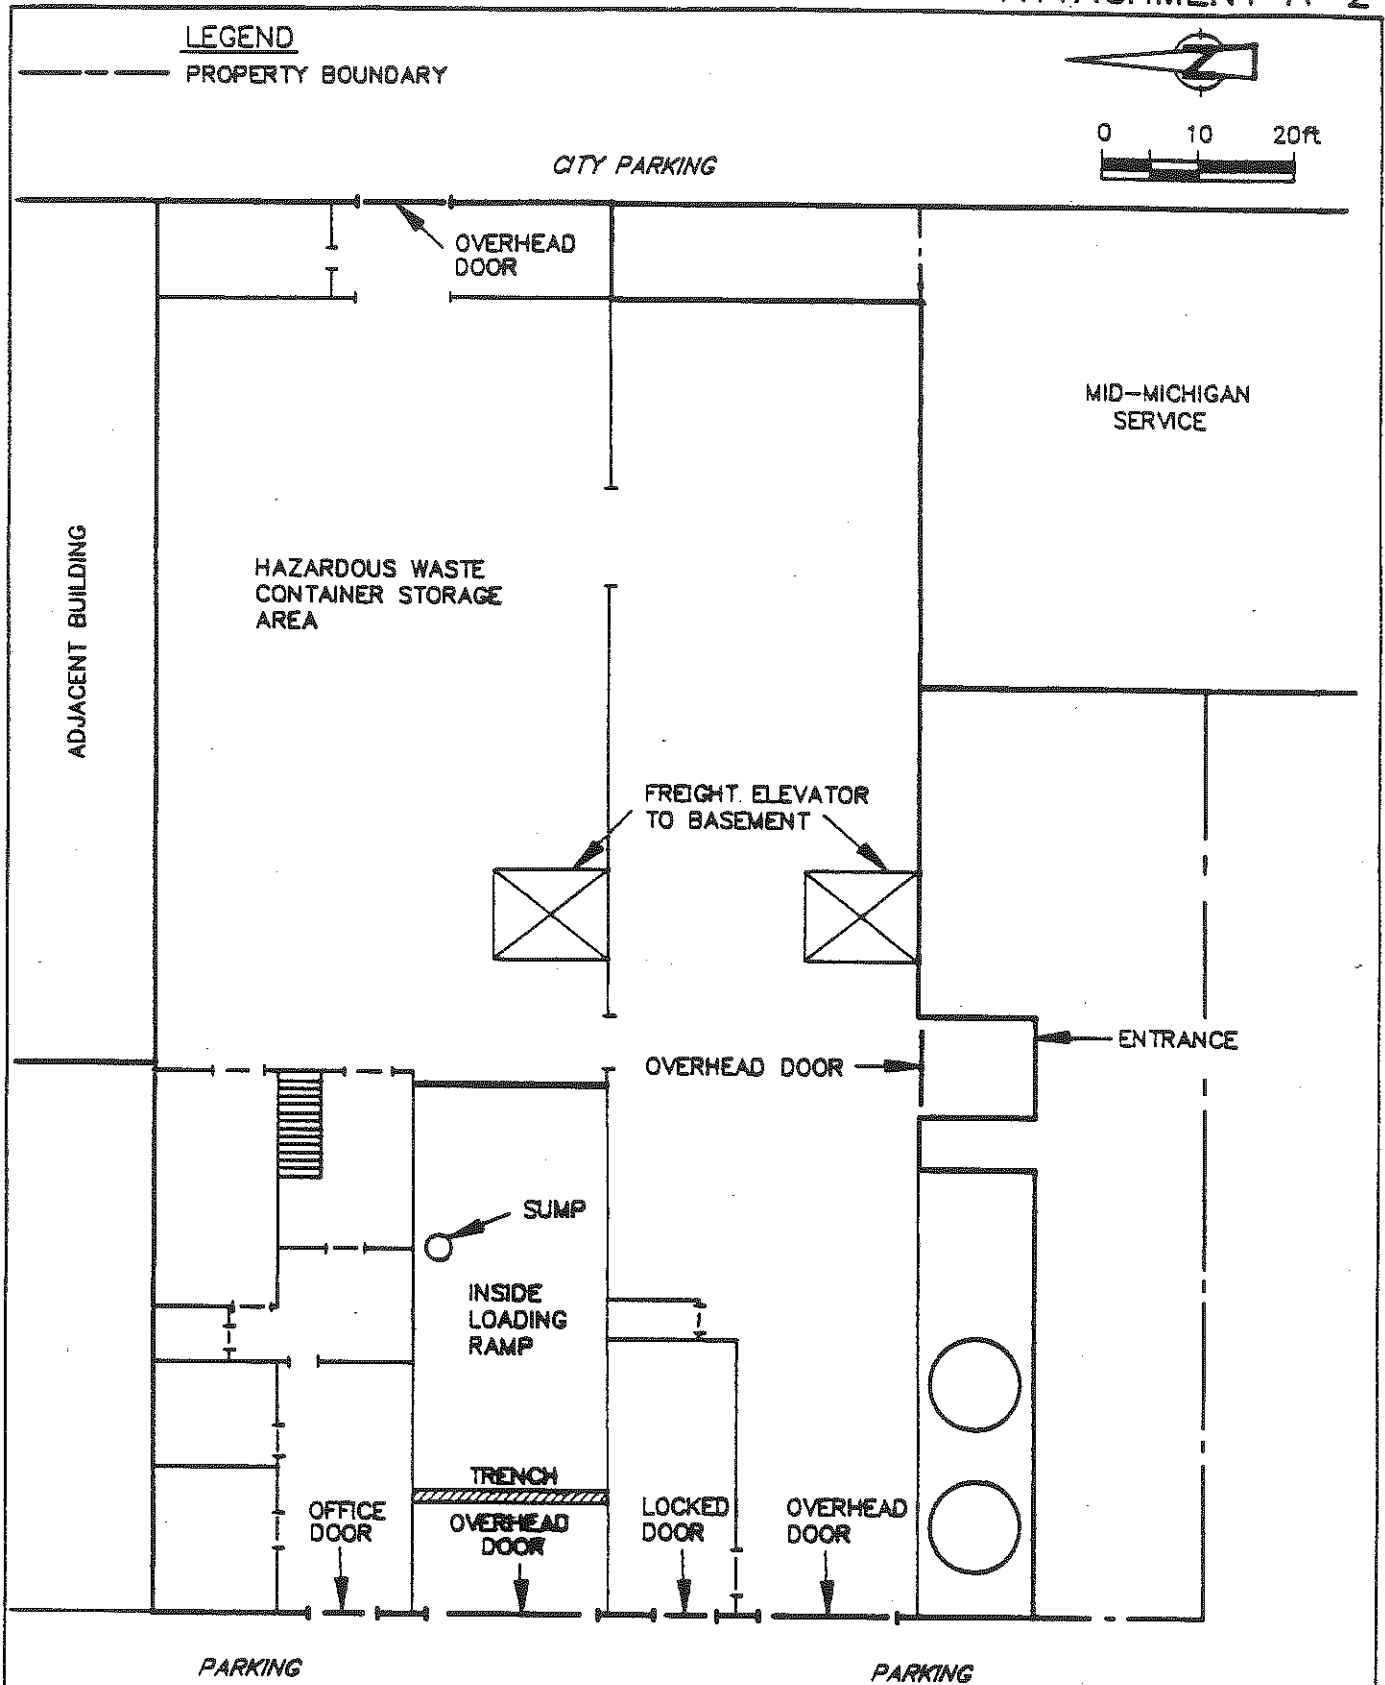 ATTACHMENT A-2
LEGEND
PROPERTY BOUNDARY
N
0 10 20ft
CITY PARKING
OVERHEAD
DOOR
MID-MICHIGAN
SERVICE
ADJACENT BUILDING
HAZARDOUS WASTE
CONTAINER STORAGE
AREA
FREIGHT ELEVATOR
TO BASEMENT
ENTRANCE
OVERHEAD DOOR
SUMP
INSIDE
LOADING
RAMP
TRENCH
OFFICE
DOOR
OVERHEAD
DOOR
LOCKED
DOOR
OVERHEAD
DOOR
PARKING
PARKING